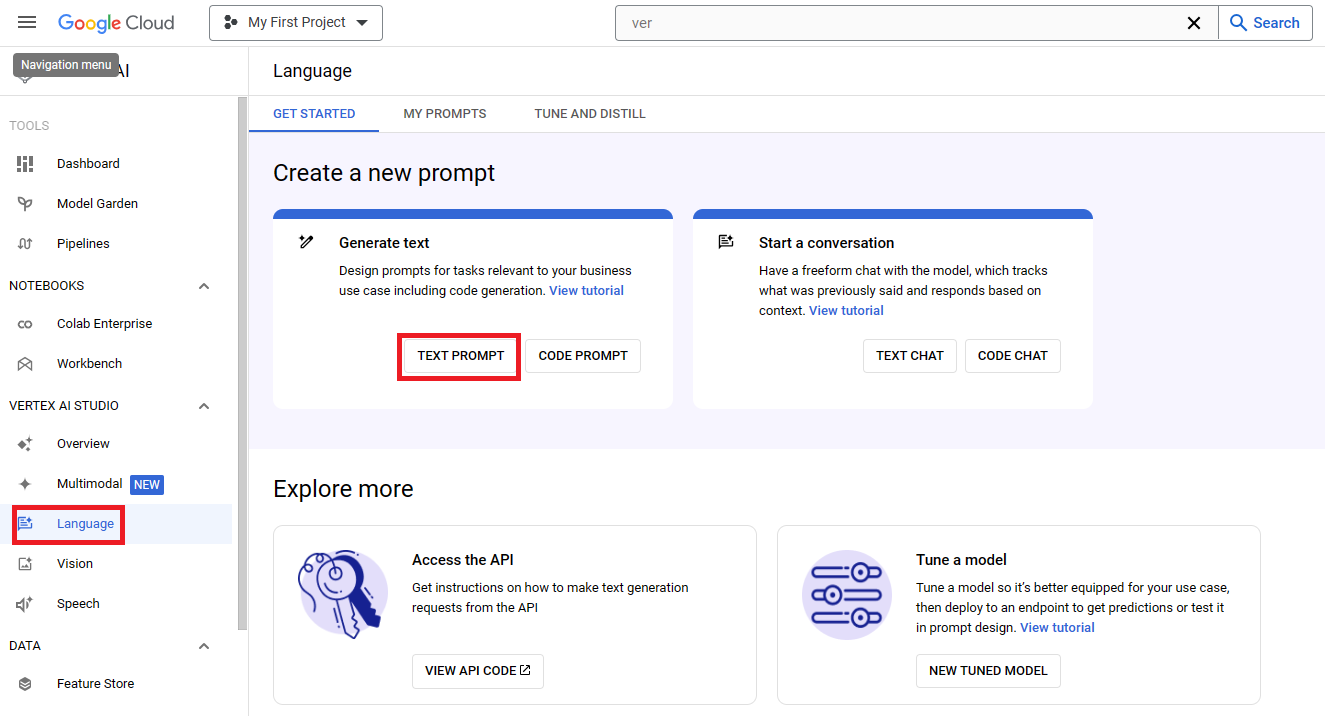 Google Cloud
My First Project
ver
Search
Navigation menu
AI
Language
GET STARTED
MY PROMPTS
TUNE AND DISTILL
TOOLS
Dashboard
Model Garden
Pipelines
NOTEBOOKS
Colab Enterprise
Workbench
VERTEX AI STUDIO
Overview
Multimodal NEW
Language
Vision
Speech
DATA
Feature Store
Create a new prompt
Generate text
Design prompts for tasks relevant to your business
use case including code generation. View tutorial
TEXT PROMPT
CODE PROMPT
Start a conversation
Have a freeform chat with the model, which tracks
what was previously said and responds based on
context. View tutorial
TEXT CHAT
CODE CHAT
Explore more
Access the API
Get instructions on how to make text generation
requests from the API
VIEW API CODE
Tune a model
Tune a model so it's better equipped for your use case,
then deploy to an endpoint to get predictions or test it
in prompt design. View tutorial
NEW TUNED MODEL